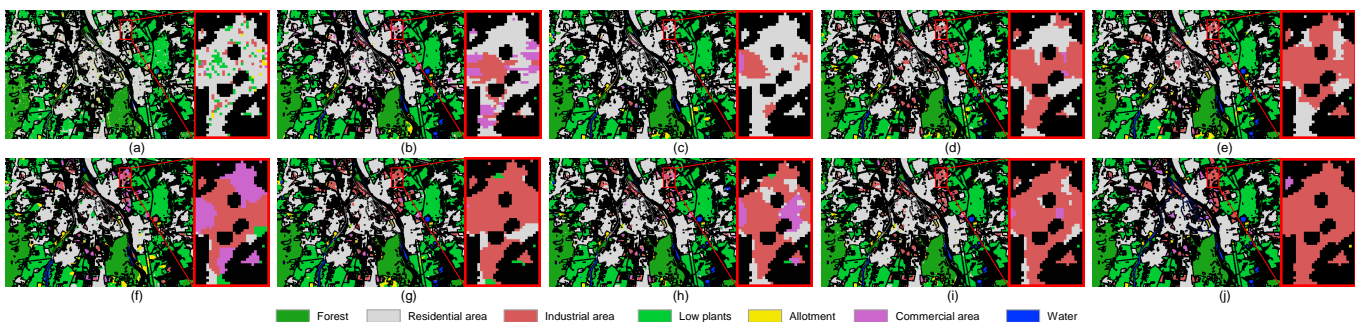 (a) (b) (c) (d) (e)
(f) (g) (h) (i) (j)
Forest Residential area Industrial area Low plants Allotment Commercial area Water